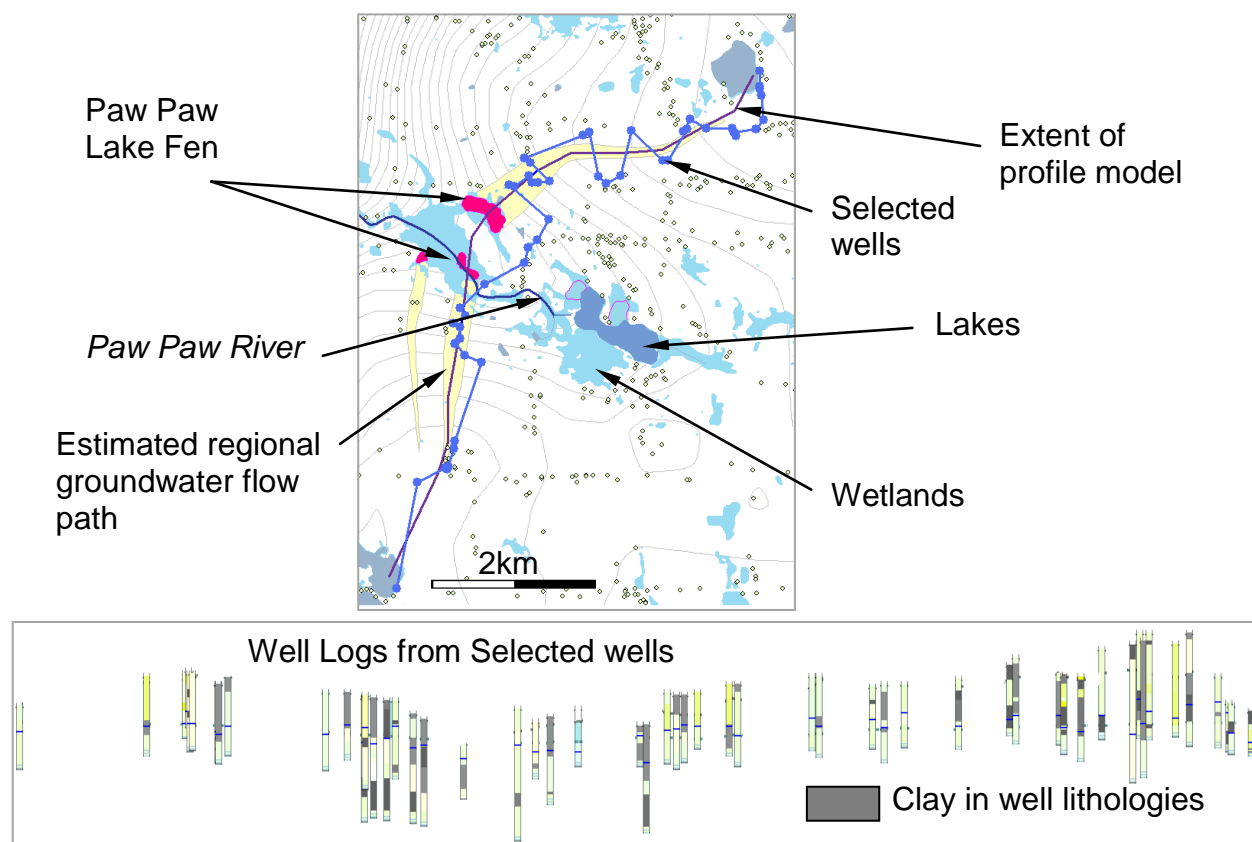 Paw Paw
Lake Fen
Extent of
profile model
Selected
wells
Lakes
Paw Paw River
Estimated regional
groundwater flow
path
Wetlands
2km
Well Logs from Selected wells
Clay in well lithologies